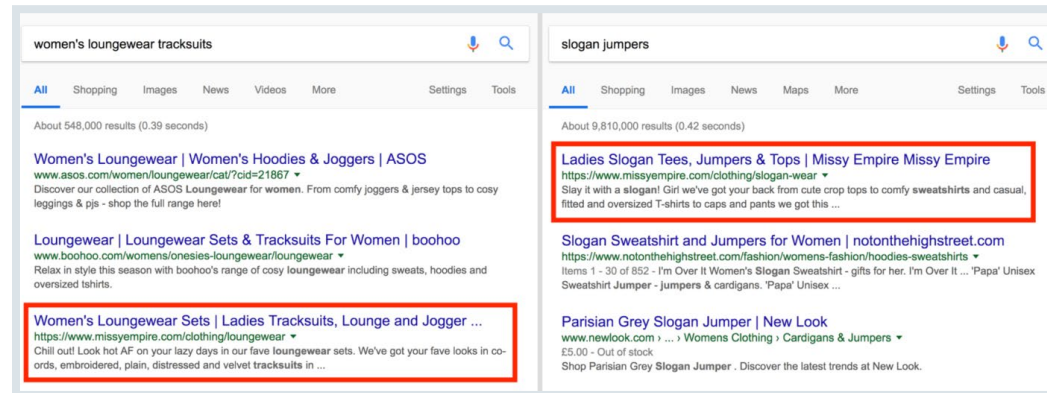 women's loungewear tracksuits
All Shopping Images News Videos More Settings Tools
About 548,000 results (0.39 seconds)
Women's Loungewear | Women's Hoodies & Joggers | ASOS
www.asos.com/women/loungewear/cat/?cid=21867
Discover our collection of ASOS Loungewear for women. From comfy joggers & jersey tops to cosy
leggings & pjs - shop the full range here!
Loungewear | Loungewear Sets & Tracksuits For Women | boohoo
www.boohoo.com/womens/onesies-loungewear/loungewear
Relax in style this season with boohoo's range of cosy loungewear including sweats, hoodies and
oversized tshirts.
Women's Loungewear Sets | Ladies Tracksuits, Lounge and Jogger ...
https://www.missyempire.com/clothing/loungewear
Chill out! Look hot AF on your lazy days in our fave loungewear sets. We've got your fave looks in co-
ords, embroidered, plain, distressed and velvet tracksuits in ...
slogan jumpers
All Shopping Images News Maps More Settings Tools
About 9,810,000 results (0.42 seconds)
Ladies Slogan Tees, Jumpers & Tops | Missy Empire Missy Empire
https://www.missyempire.com/clothing/slogan-wear
Slay it with a slogan! Girl we've got your back from cute crop tops to comfy sweatshirts and casual,
fitted and oversized T-shirts to caps and pants we got this ...
Slogan Sweatshirt and Jumpers for Women | notonthehighstreet.com
https://www.notonthehighstreet.com/fashion/womens-fashion/hoodies-sweatshirts
Items 1 - 30 of 852 - I'm Over It Women's Slogan Sweatshirt - gifts for her. I'm Over It ... 'Papa' Unisex
Sweatshirt Jumper - jumpers & cardigans. 'Papa' Unisex ...
Parisian Grey Slogan Jumper | New Look
www.newlook.com › ... › Womens Clothing › Cardigans & Jumpers
£5.00 - Out of stock
Shop Parisian Grey Slogan Jumper . Discover the latest trends at New Look.